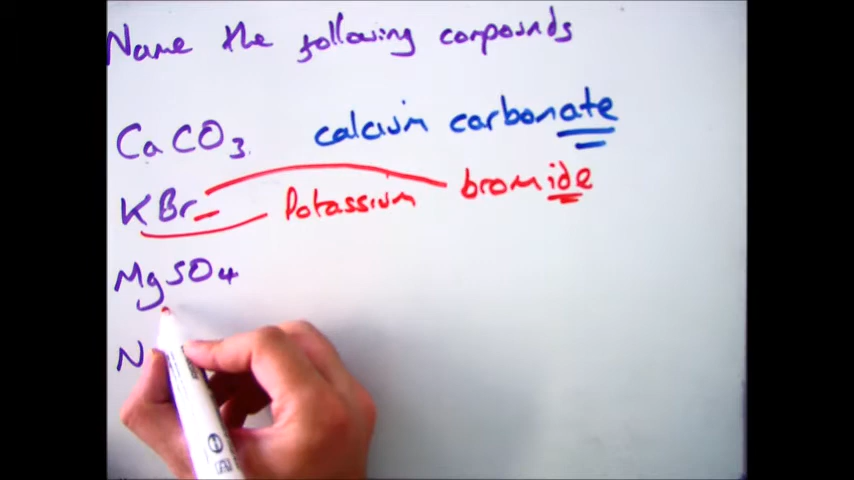 Name the following compounds
CaCO3 calcium carbonate
KBr Potassium bromide
MgSO4
N